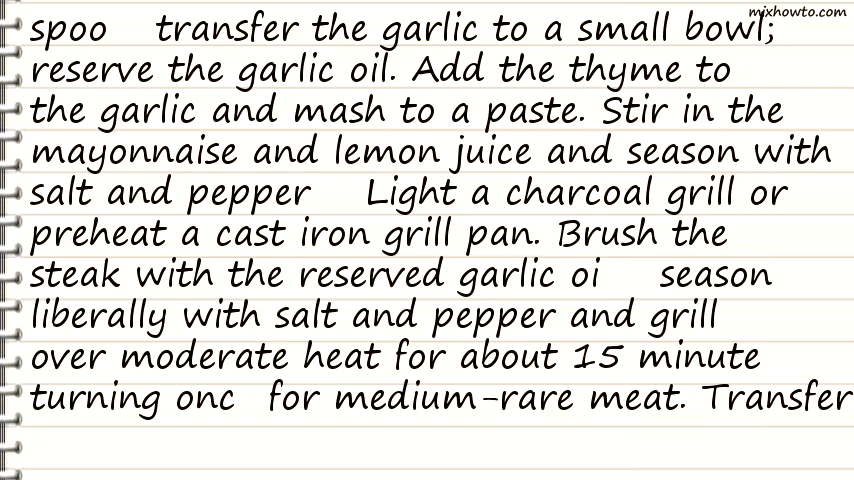 mixhowto.com
spoo transfer the garlic to a small bowl;
reserve the garlic oil. Add the thyme to
the garlic and mash to a paste. Stir in the
mayonnaise and lemon juice and season with
salt and pepper Light a charcoal grill or
preheat a cast iron grill pan. Brush the
steak with the reserved garlic oi season
liberally with salt and pepper and grill
over moderate heat for about 15 minute
turning onc for medium-rare meat. Transfer